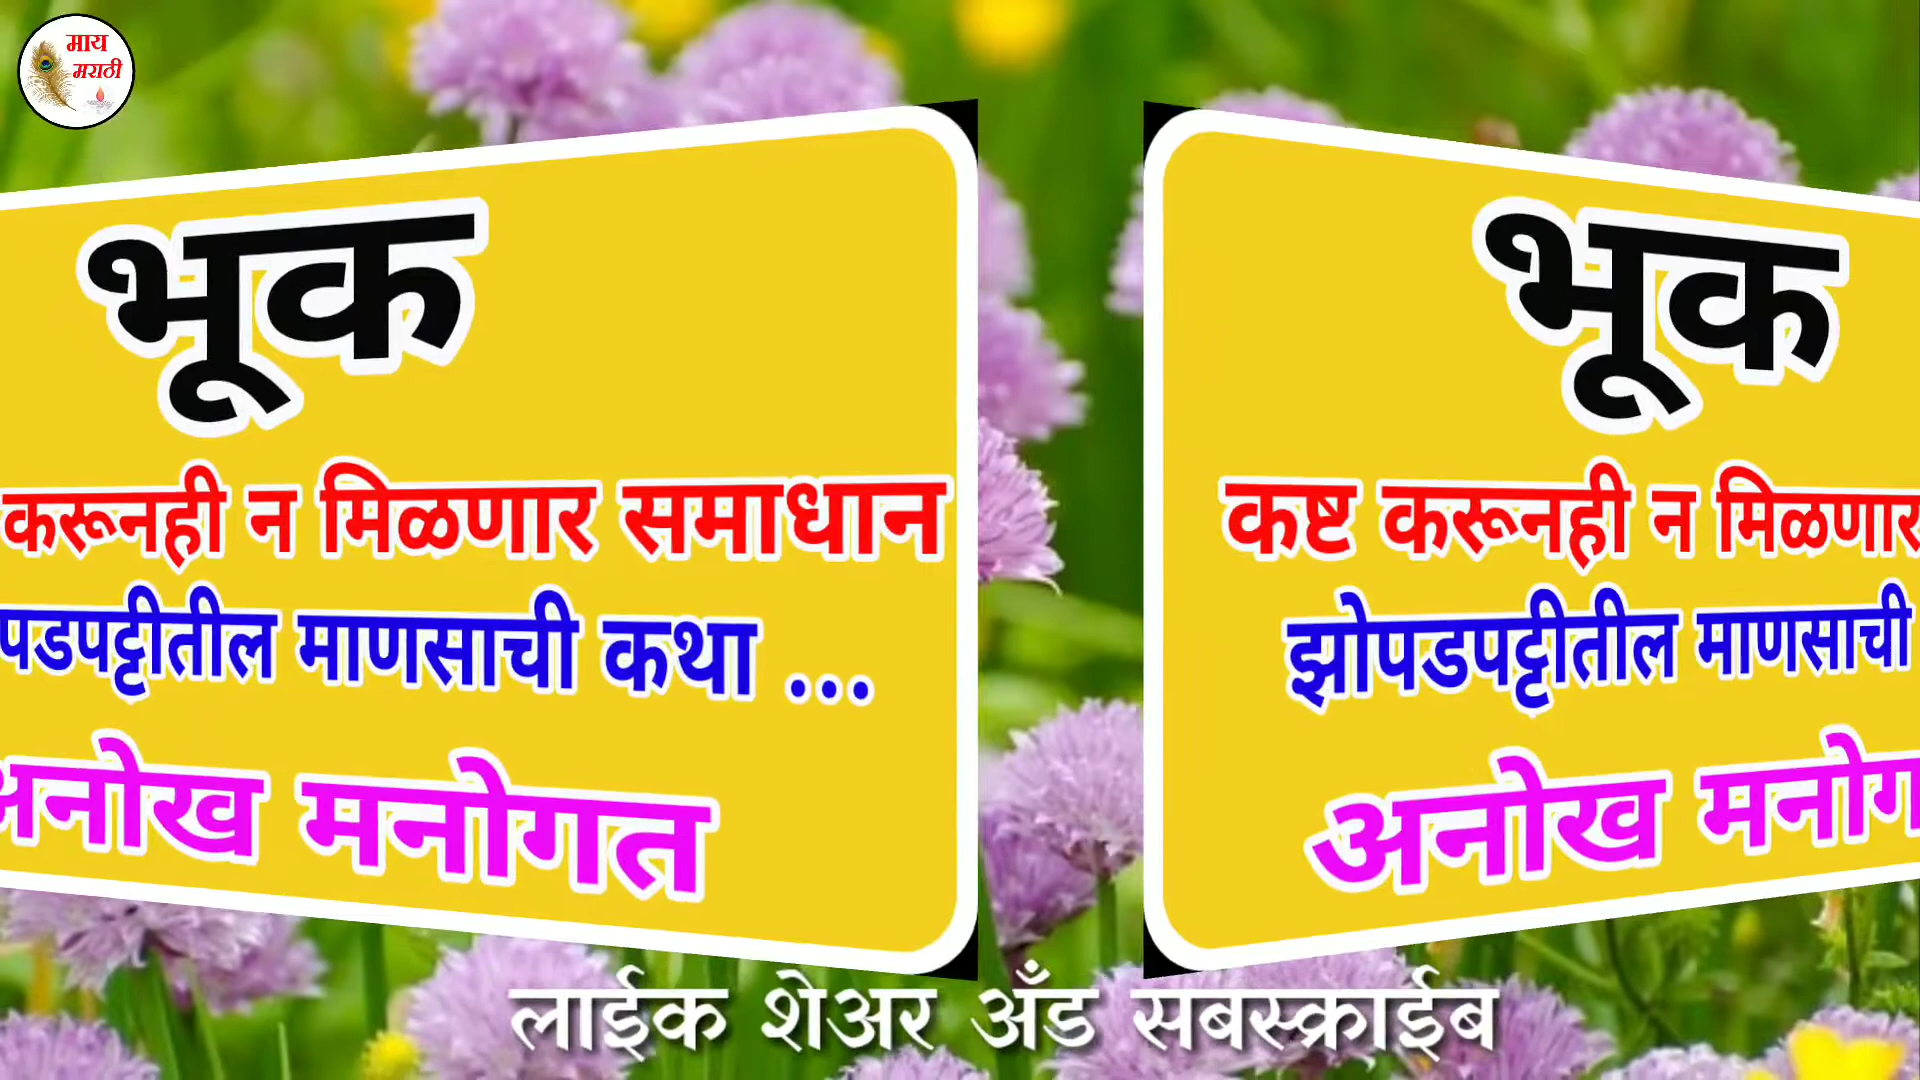 माय
मराठी
भूक
करूनही न मिळणार समाधान
पडपट्टीतील माणसाची कथा ...
अनोख मनोगत
भूक
कष्ट करूनही न मिळणार
झोपडपट्टीतील माणसाची
अनोख मनोग
लाईक शेअर अँड सबस्क्राईब